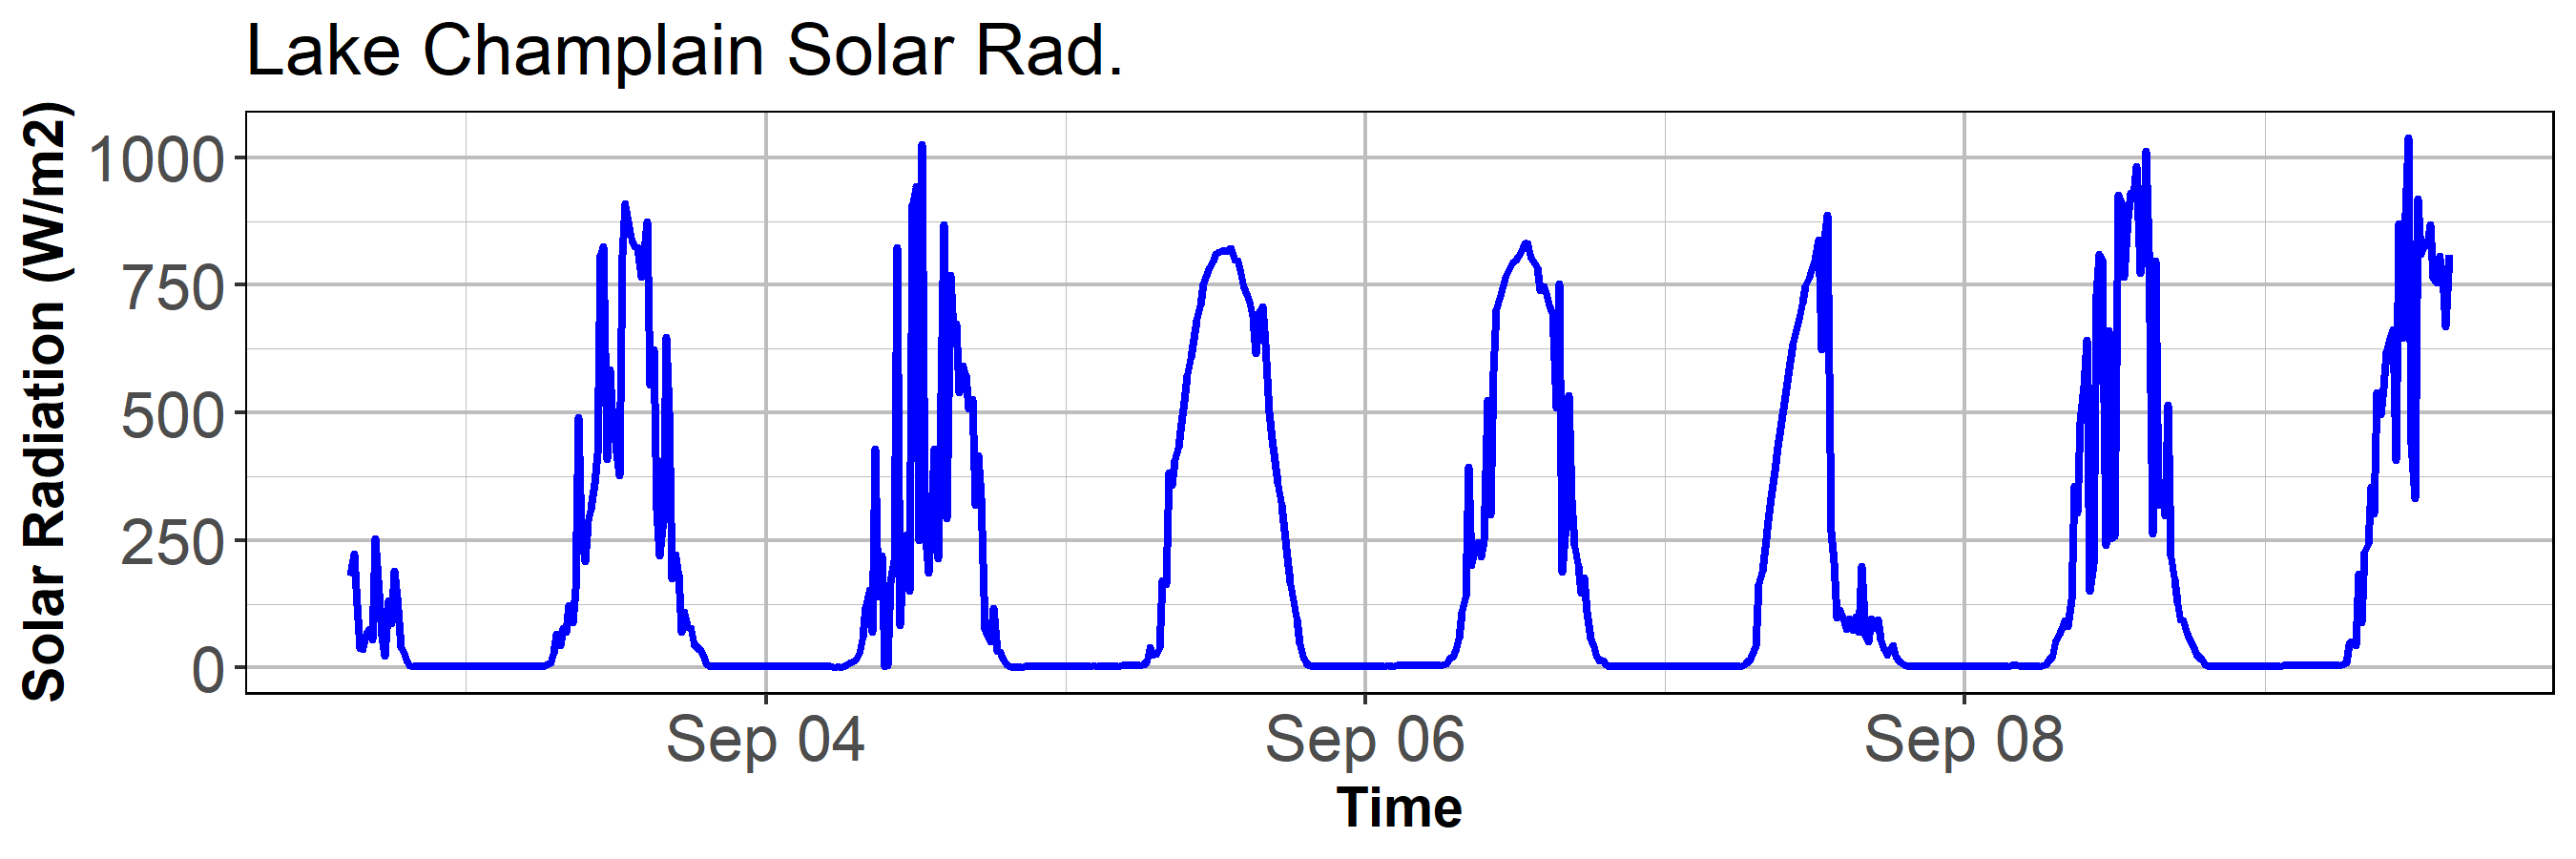 Lake Champlain Solar Rad.
Solar Radiation (W/m2)
1000
750
500
250
0
Sep 04
Sep 06
Sep 08
Time